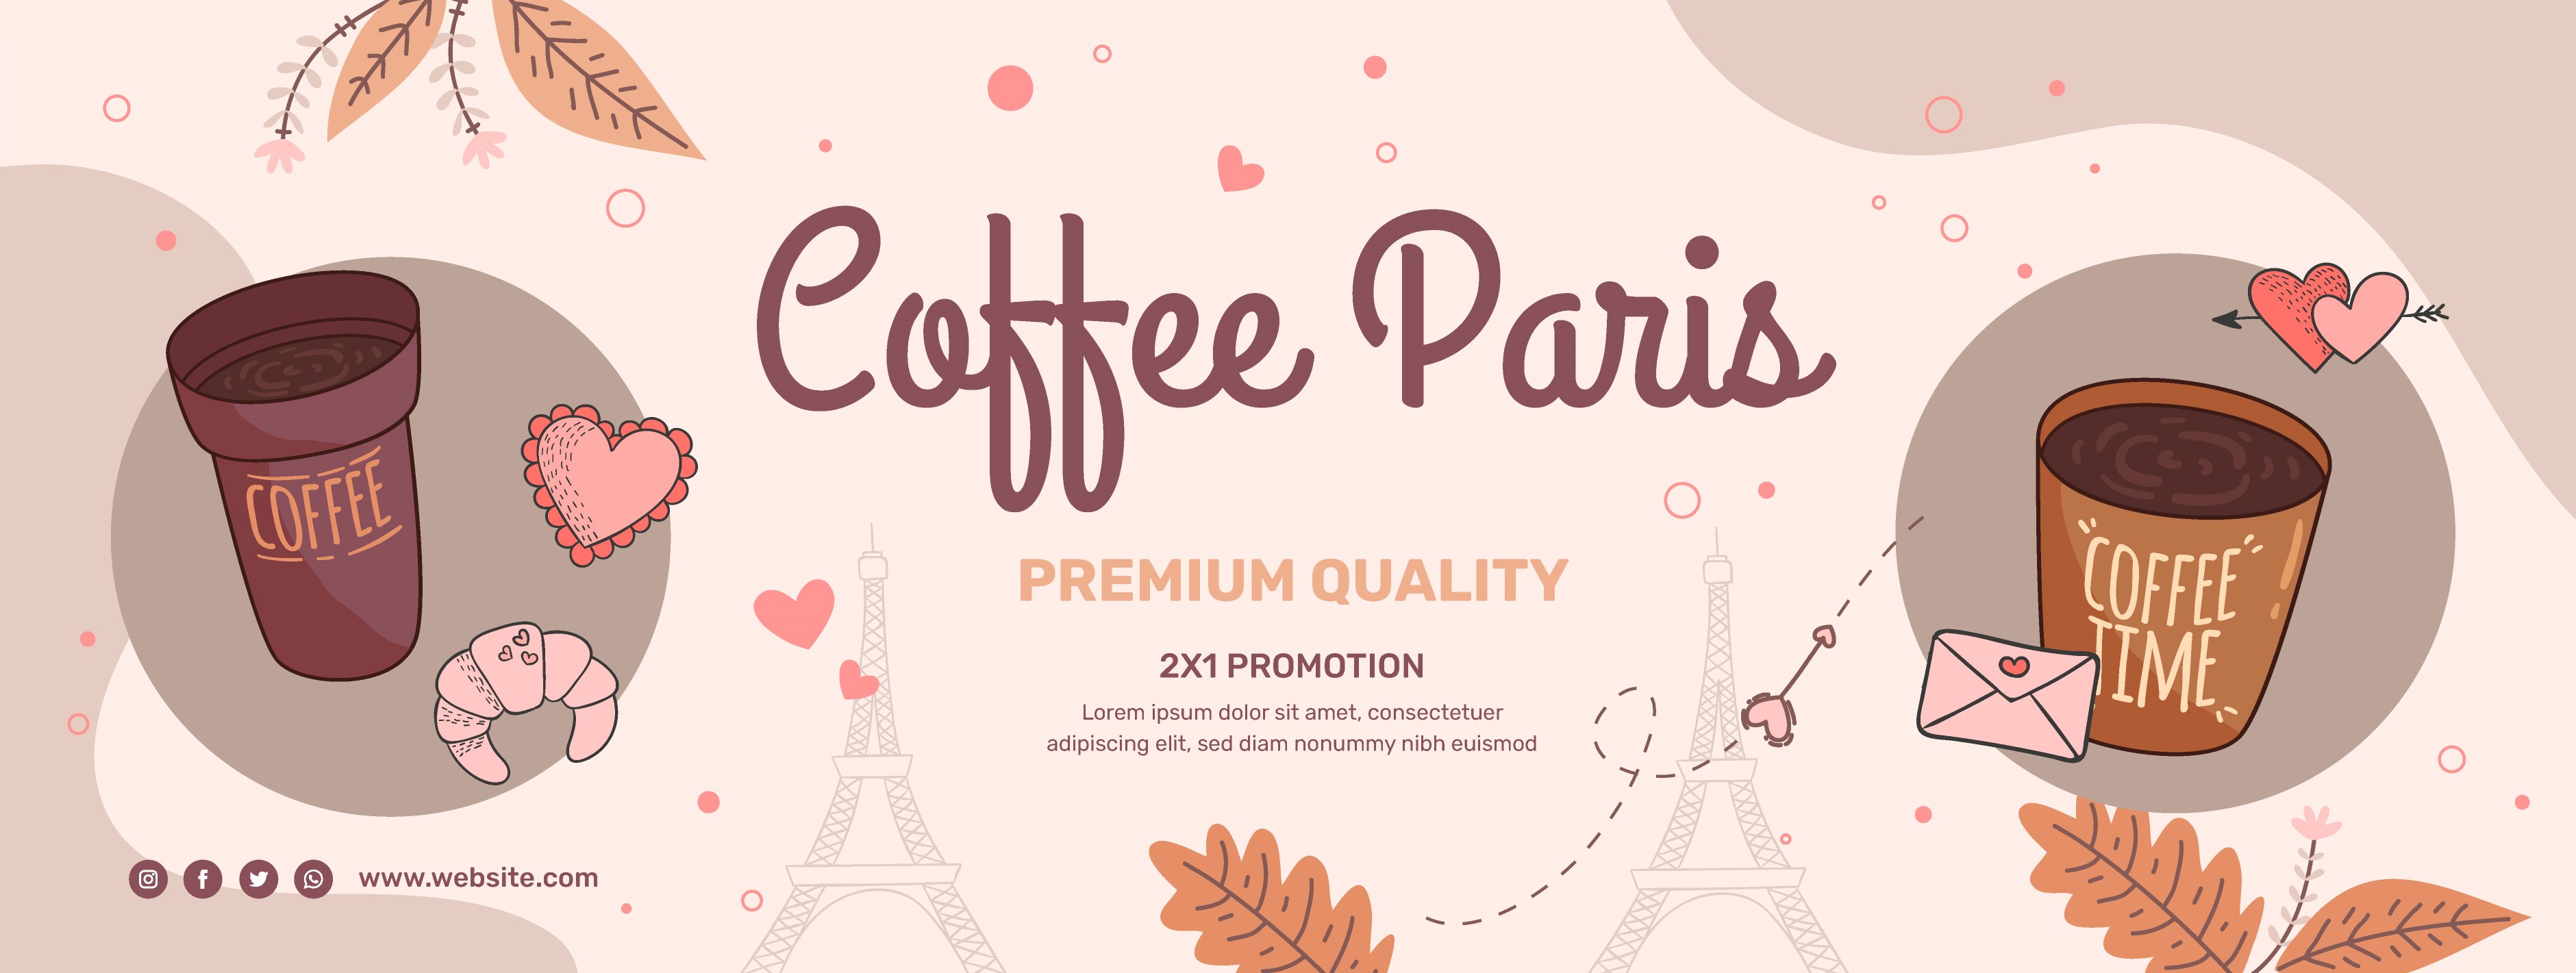 Coffee Paris
PREMIUM QUALITY
2X1 PROMOTION
Lorem ipsum dolor sit amet, consectetuer
adipiscing elit, sed diam nonummy nibh euismod
COFFEE
COFFEE
TIME
www.website.com